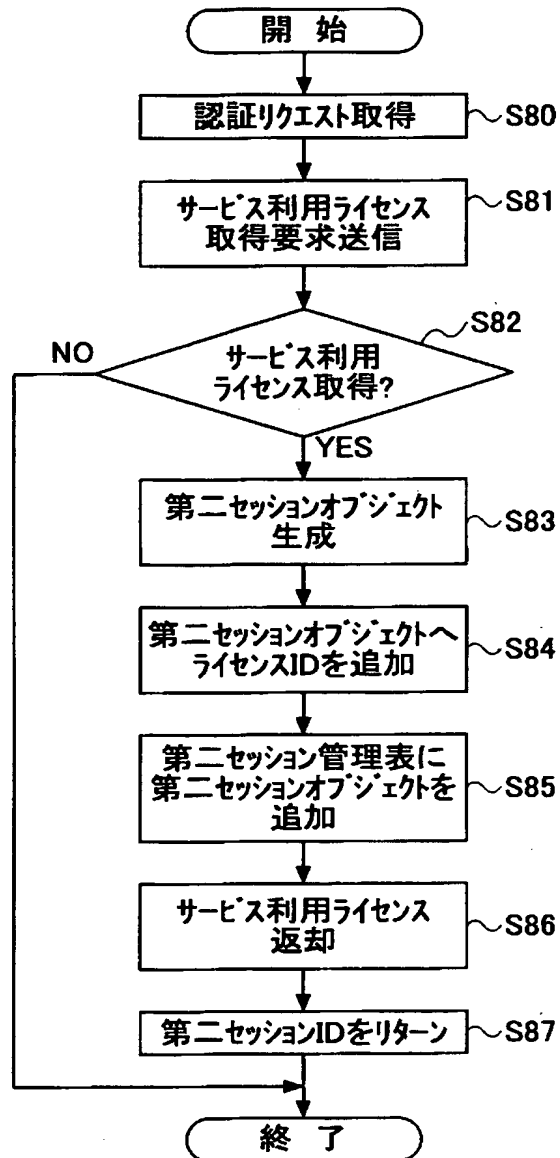 開 始
認証リクエスト取得
S80
サービス利用ライセンス
取得要求送信
S81
S82
NO
サービス利用
ライセンス取得?
YES
第二セッションオブジェクト
生成
S83
第二セッションオブジェクトへ
ライセンスIDを追加
S84
第二セッション管理表に
第二セッションオブジェクトを
追加
S85
サービス利用ライセンス
返却
S86
第二セッションIDをリターン
S87
終 了